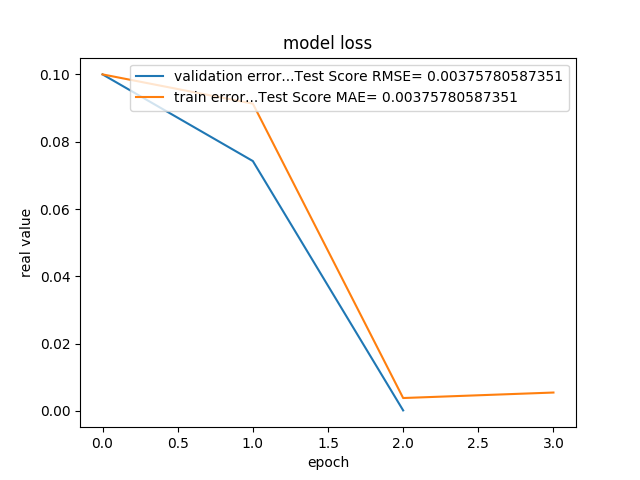 model loss
validation error...Test Score RMSE= 0.00375780587351
train error...Test Score MAE= 0.00375780587351
real value
0.10
0.08
0.06
0.04
0.02
0.00
0.0 0.5 1.0 1.5 2.0 2.5 3.0
epoch